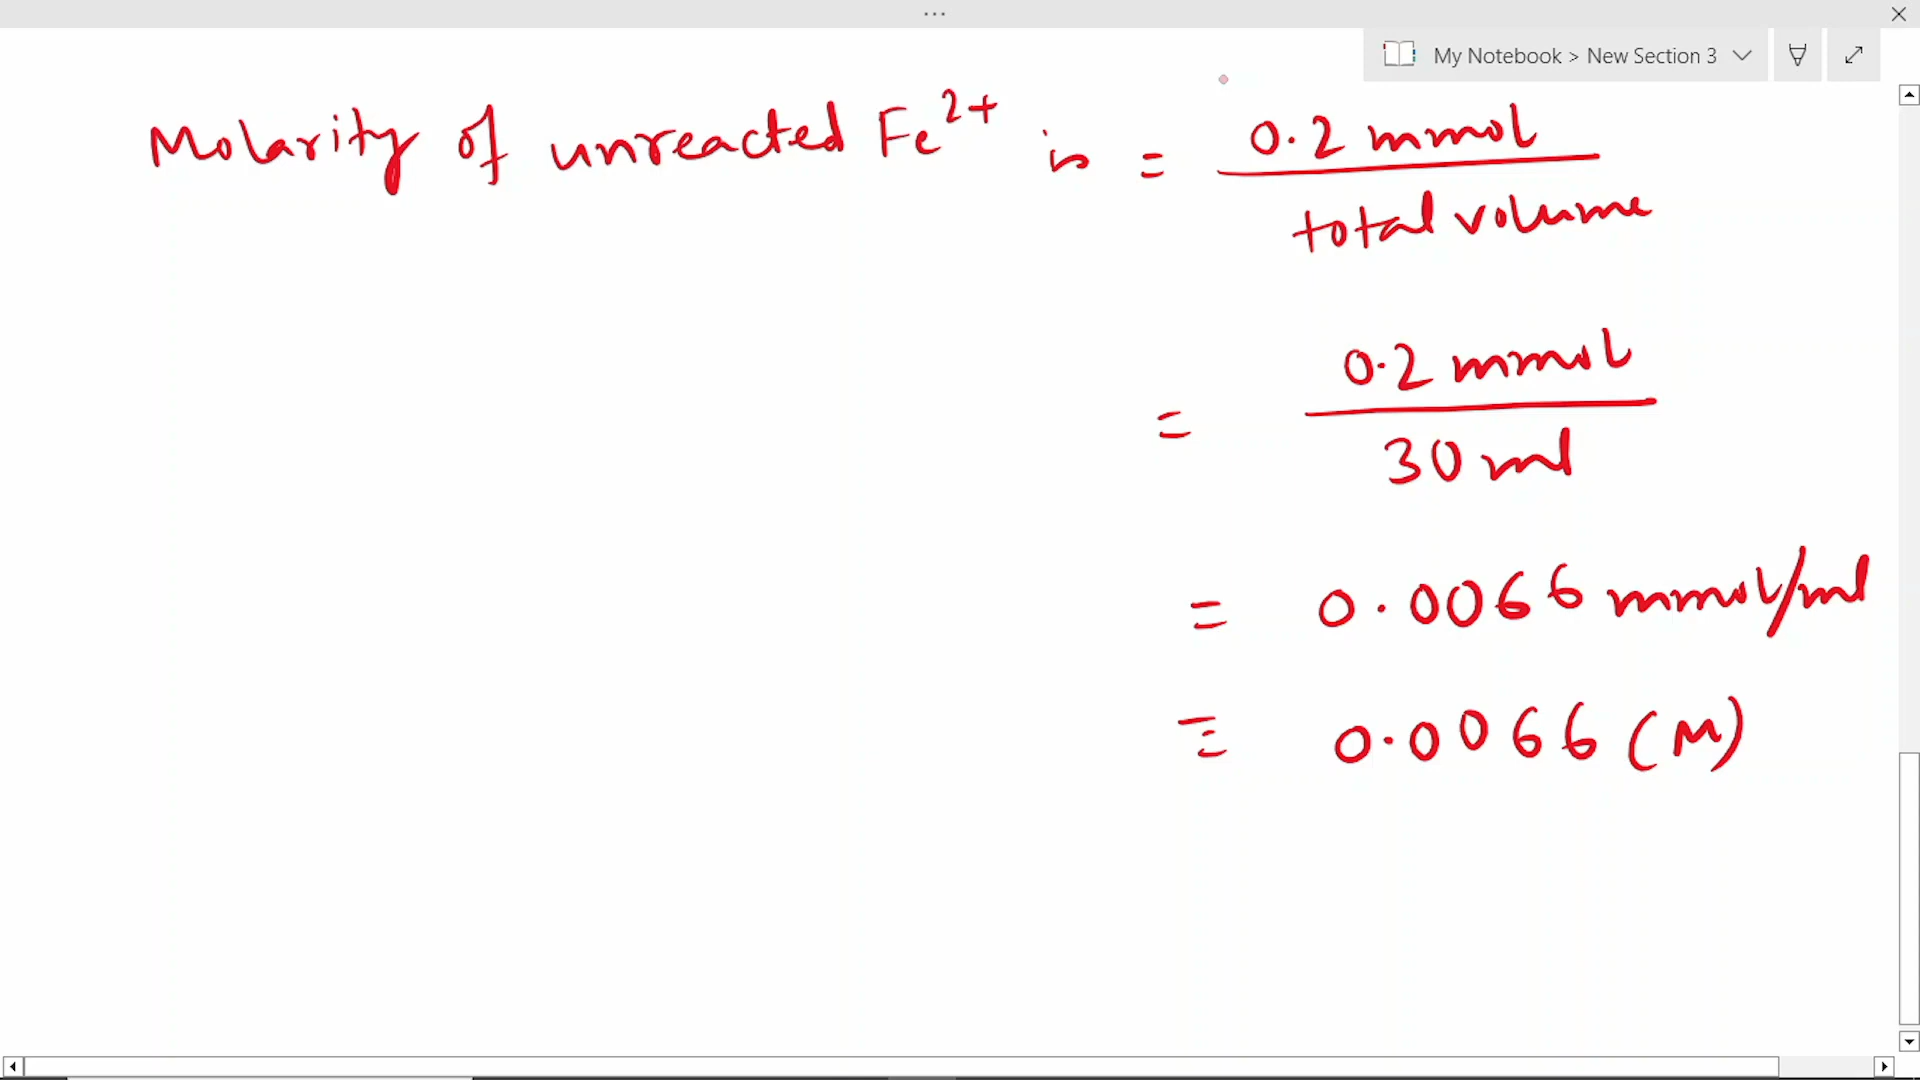 ...
My Notebook > New Section 3
Molarity of unreacted Fe²⁺ is = 0.2 mmol
total volume
= 0.2 mmol
30 ml
= 0.0066 mmol/ml
= 0.0066 (M)